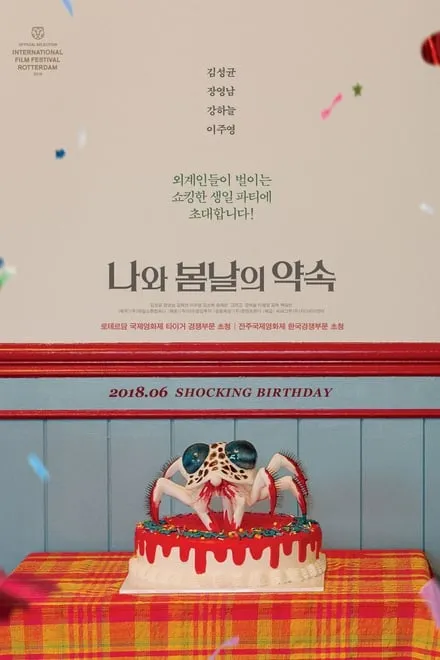 OFFICIAL SELECTION
INTERNATIONAL
FILM FESTIVAL
ROTTERDAM
2018
김성균
장영남
강하늘
이주영
외계인들이 벌이는
쇼킹한 생일 파티에
초대합니다!
나와 봄날의 약속
로테르담 국제영화제 타이거 경쟁부문 초청 | 전주국제영화제 한국경쟁부문 초청
2018.06 SHOCKING BIRTHDAY